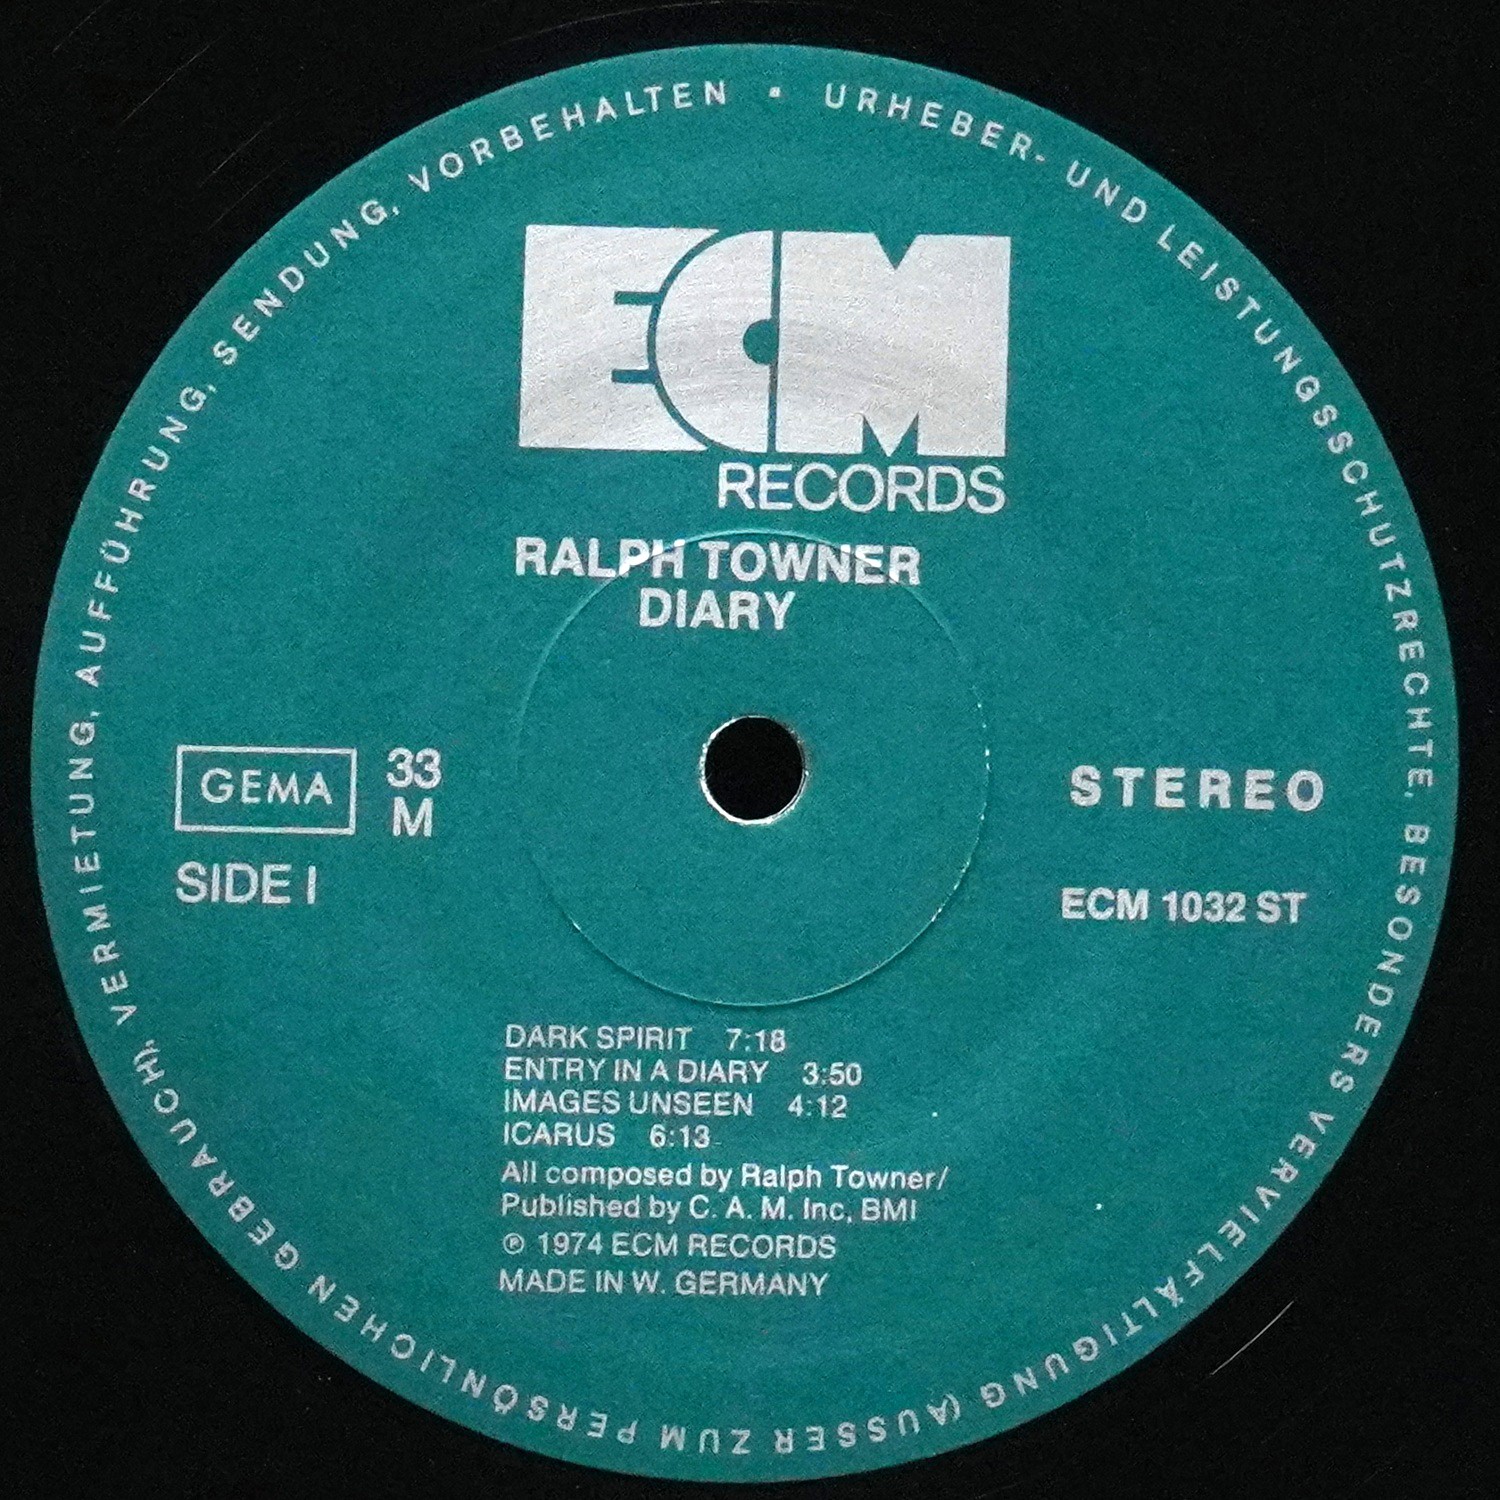 URHEBER- UND LEISTUNGSSCHUTZRECHTE, BESONDERS VERVIELFÄLTIGUNG (AUSSER ZUM PERSÖNLICHEN GEBRAUCH), VERMIETUNG, AUFFÜHRUNG, SENDUNG, VORBEHALTEN •
ECM
RECORDS
RALPH TOWNER
DIARY
GEMA
33
M
STEREO
SIDE I
ECM 1032 ST
DARK SPIRIT 7:18
ENTRY IN A DIARY 3:50
IMAGES UNSEEN 4:12
ICARUS 6:13
All composed by Ralph Towner/
Published by C. A. M. Inc, BMI
℗ 1974 ECM RECORDS
MADE IN W. GERMANY